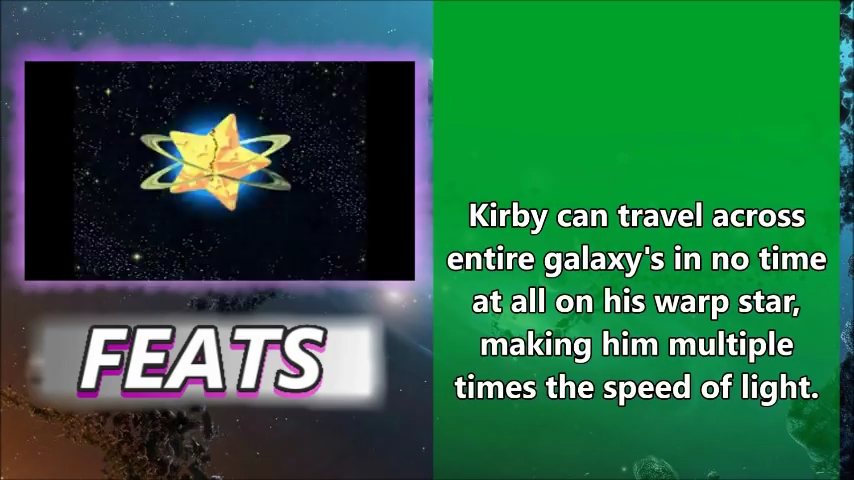 FEATS
Kirby can travel across
entire galaxy's in no time
at all on his warp star,
making him multiple
times the speed of light.